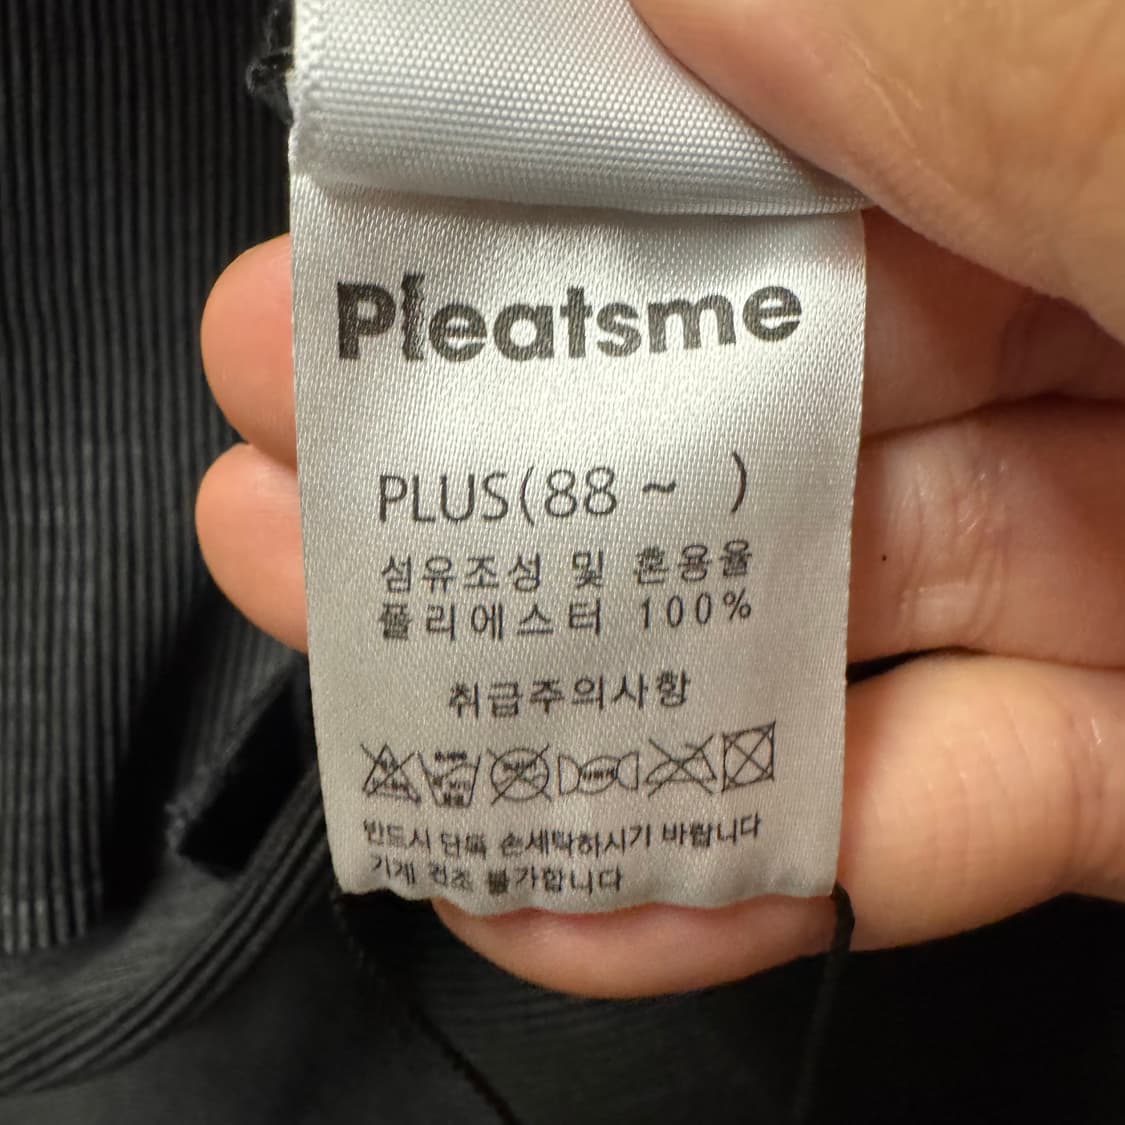 Pleatsme
PLUS(88 ~ )
섬유조성 및 혼용율
폴리에스터 100%
취급주의사항
반드시 단독 손세탁하시기 바랍니다
기계 건조 불가합니다